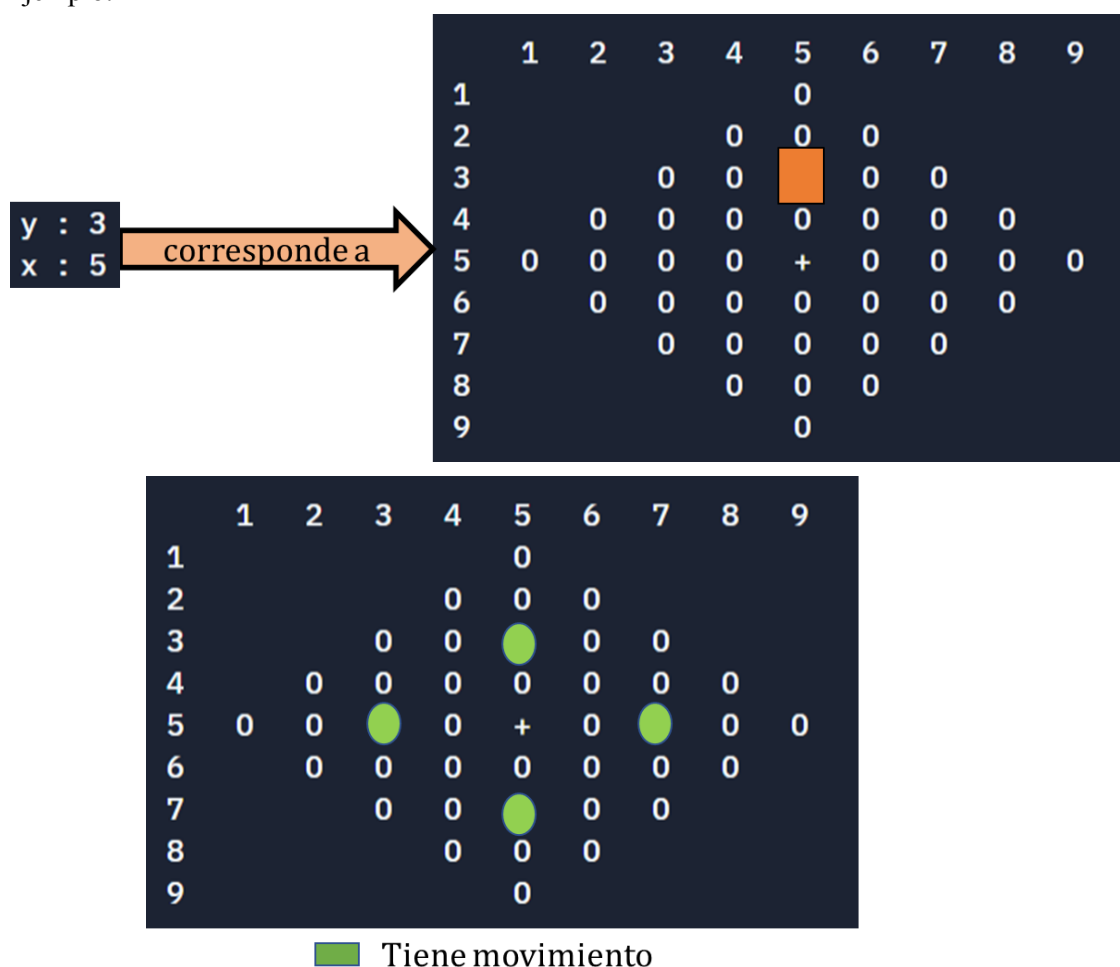 1 2 3 4 5 6 7 8 9
1 0
2 0 0 0
3 0 0 0 0
4 0 0 0 0 0 0 0
5 0 0 0 0 + 0 0 0 0
6 0 0 0 0 0 0 0
7 0 0 0 0 0
8 0 0 0
9 0
y : 3
x : 5
corresponde a
1 2 3 4 5 6 7 8 9
1 0
2 0 0 0
3 0 0 0 0
4 0 0 0 0 0 0 0
5 0 0 0 + 0 0 0
6 0 0 0 0 0 0 0
7 0 0 0 0
8 0 0 0
9 0
Tiene movimiento